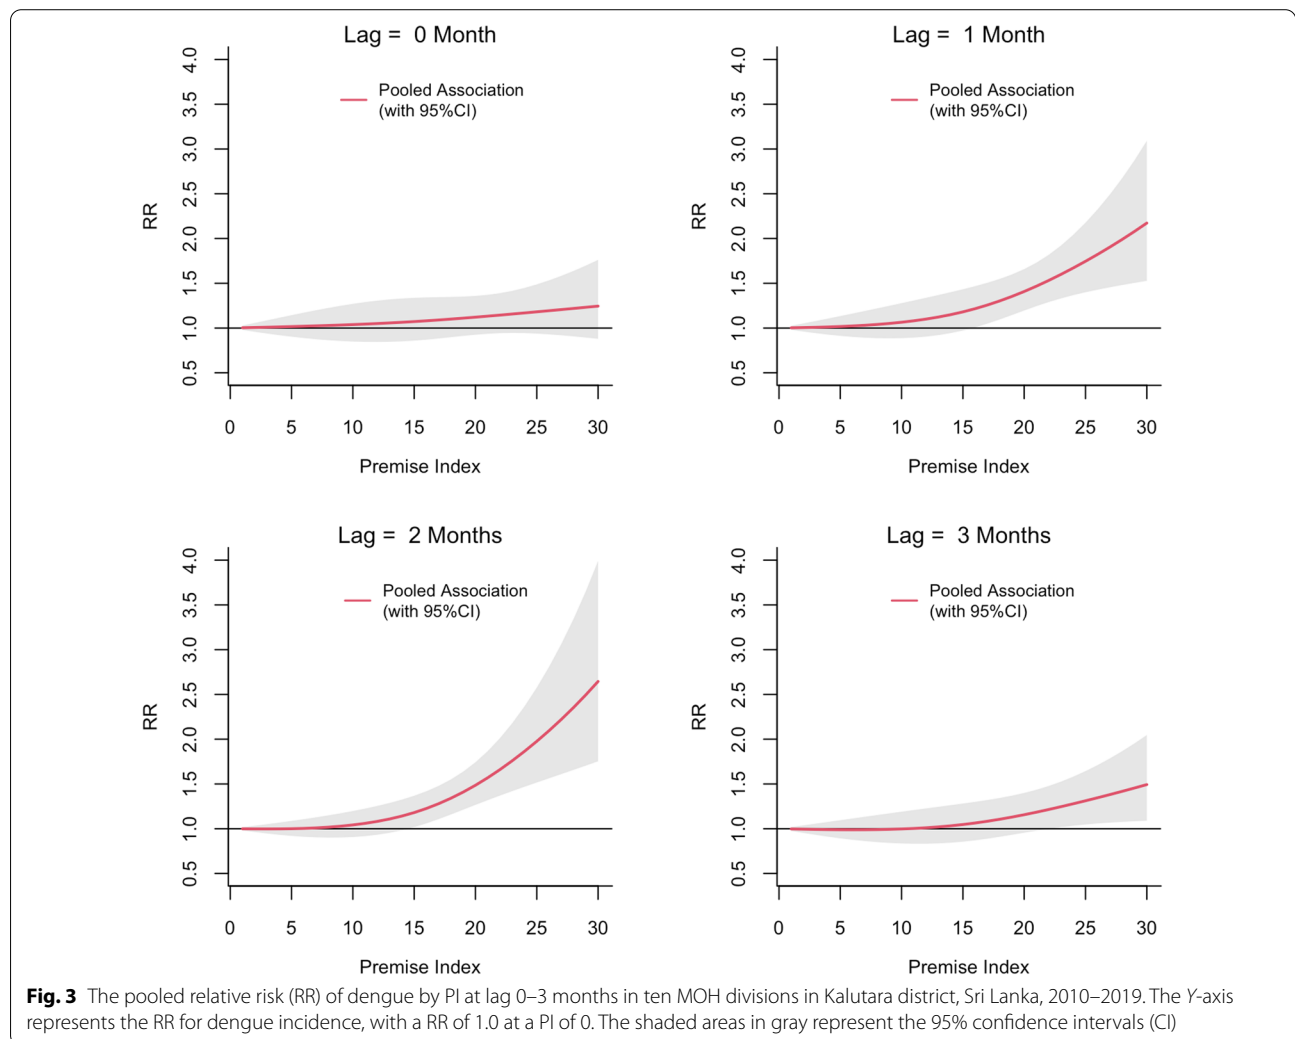 Lag = 0 Month
Pooled Association
(with 95%CI)
RR
4.0
3.5
3.0
2.5
2.0
1.5
1.0
0.5
0 5 10 15 20 25 30
Premise Index
Lag = 1 Month
Pooled Association
(with 95%CI)
RR
4.0
3.5
3.0
2.5
2.0
1.5
1.0
0.5
0 5 10 15 20 25 30
Premise Index
Lag = 2 Months
Pooled Association
(with 95%CI)
RR
4.0
3.5
3.0
2.5
2.0
1.5
1.0
0.5
0 5 10 15 20 25 30
Premise Index
Lag = 3 Months
Pooled Association
(with 95%CI)
RR
4.0
3.5
3.0
2.5
2.0
1.5
1.0
0.5
0 5 10 15 20 25 30
Premise Index
Fig. 3 The pooled relative risk (RR) of dengue by PI at lag 0–3 months in ten MOH divisions in Kalutara district, Sri Lanka, 2010–2019. The Y-axis
represents the RR for dengue incidence, with a RR of 1.0 at a PI of 0. The shaded areas in gray represent the 95% confidence intervals (CI)